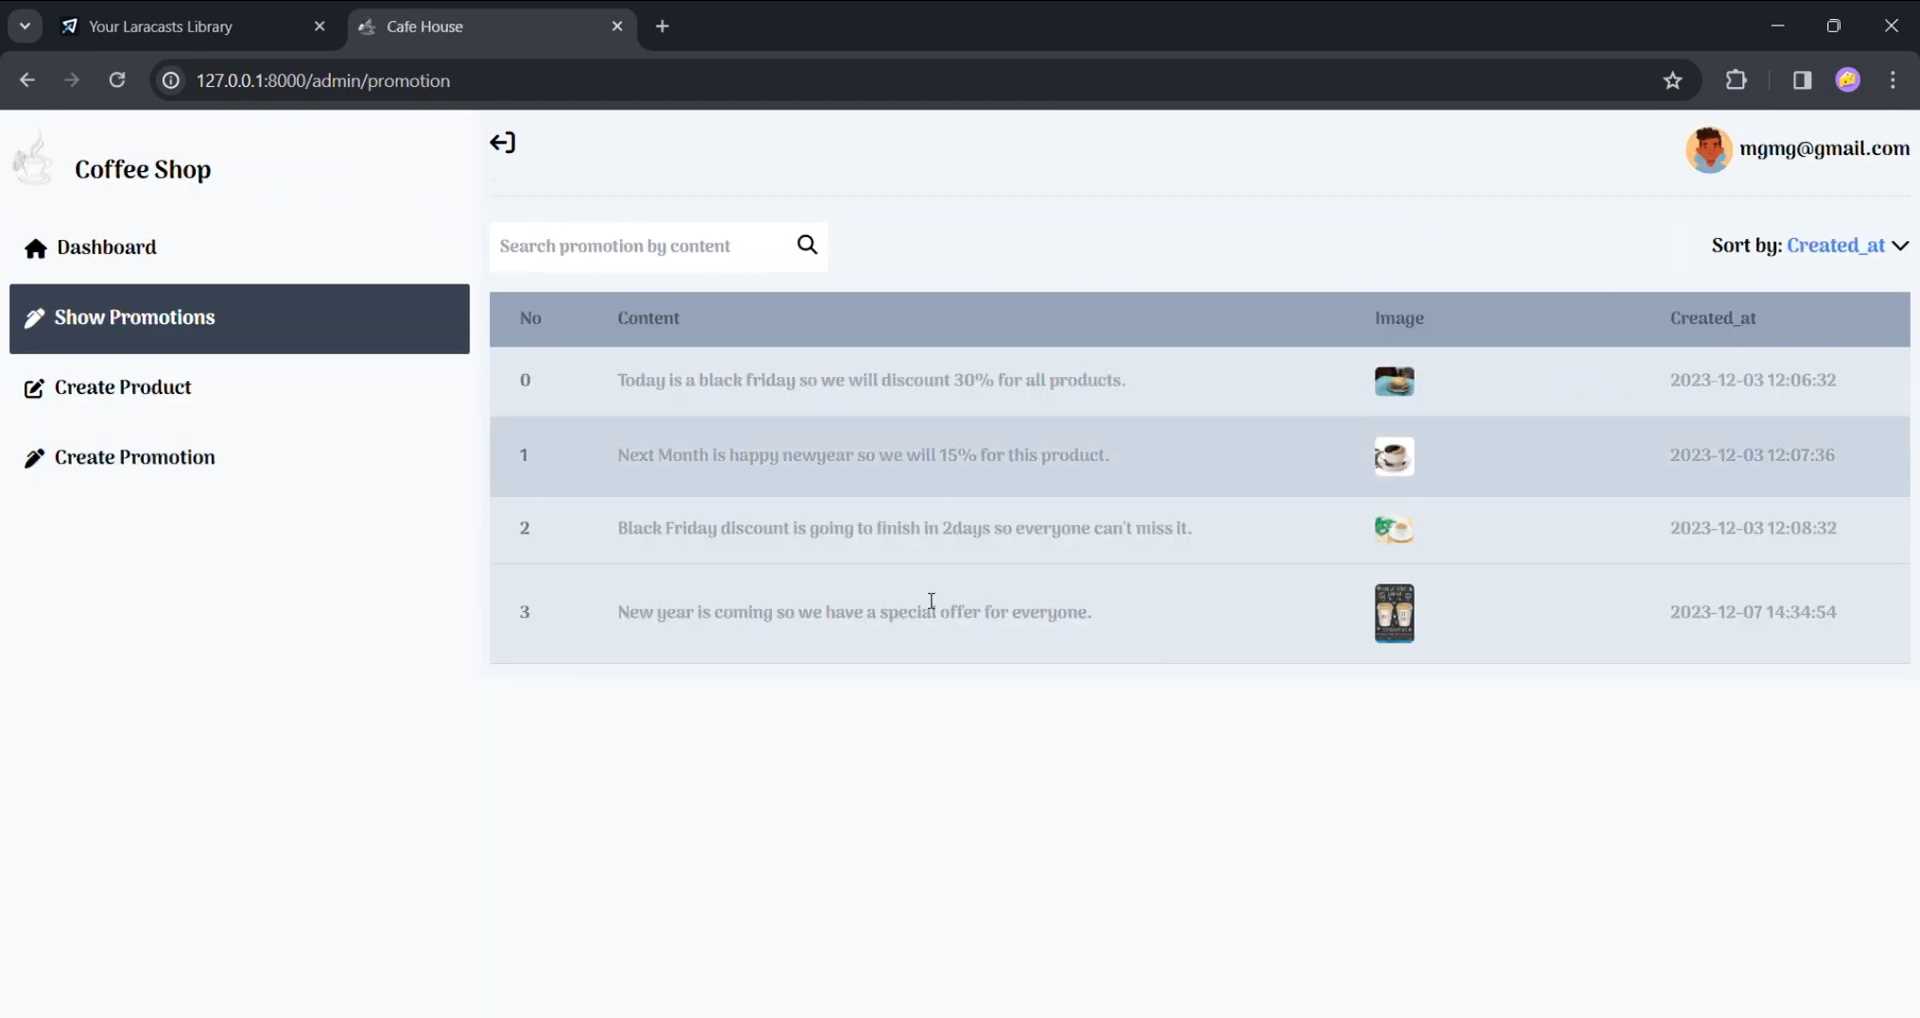 Your Laracasts Library
Cafe House
127.0.0.1:8000/admin/promotion
Coffee Shop
mgmg@gmail.com
Dashboard
Show Promotions
Create Product
Create Promotion
Search promotion by content
Sort by: Created_at
No Content Image Created_at
0 Today is a black friday so we will discount 30% for all products. 2023-12-03 12:06:32
1 Next Month is happy newyear so we will 15% for this product. 2023-12-03 12:07:36
2 Black Friday discount is going to finish in 2days so everyone can't miss it. 2023-12-03 12:08:32
3 New year is coming so we have a special offer for everyone. 2023-12-07 14:34:54